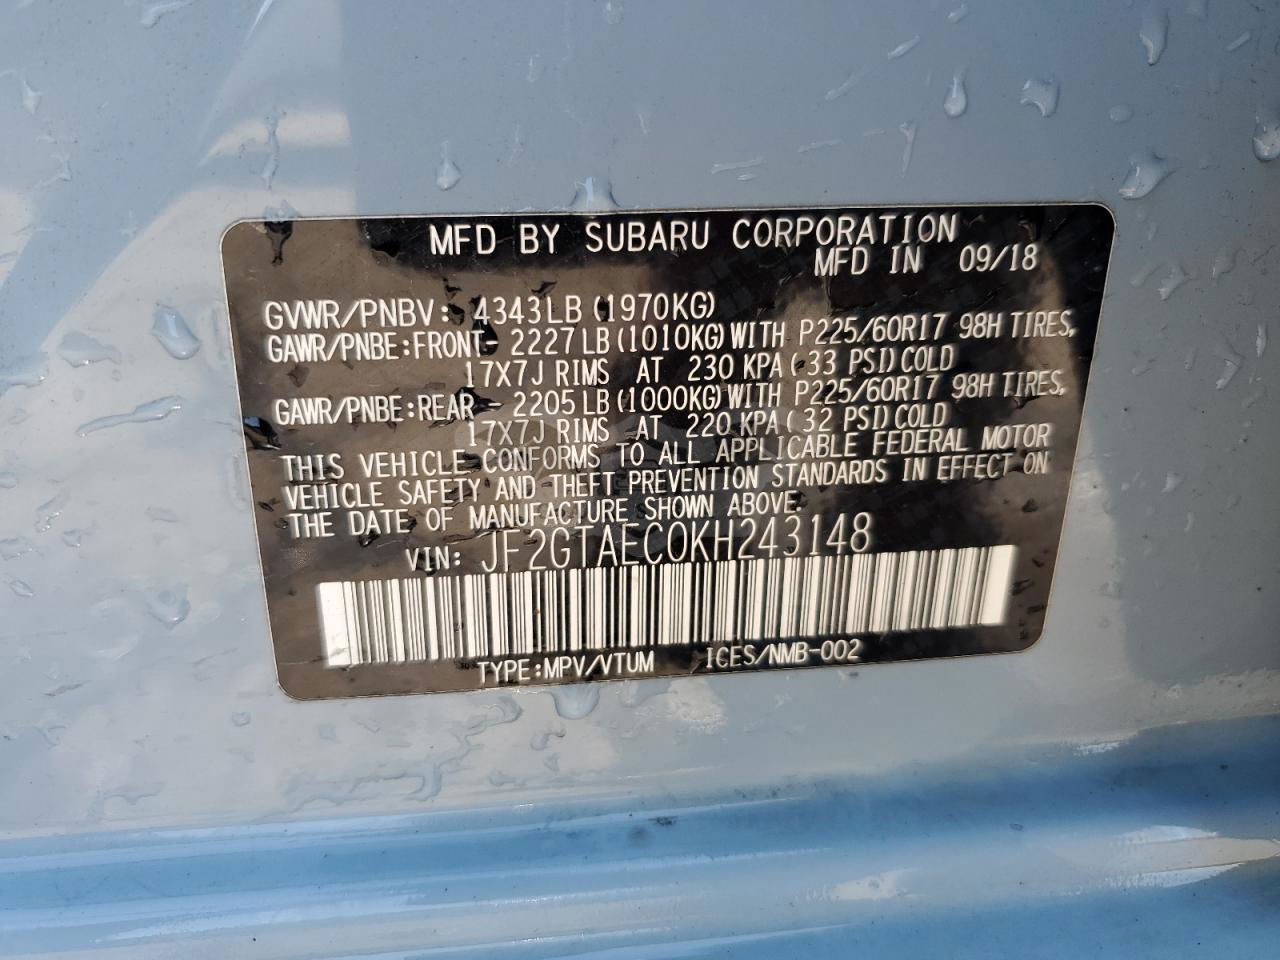 MFD BY SUBARU CORPORATION
MFD IN 09/18
GVWR/PNBV: 4343LB (1970KG)
GAWR/PNBE:FRONT- 2227LB(1010KG)WITH P225/60R17 98H TIRES,
17X7J RIMS AT 230 KPA( 33 PSI)COLD
GAWR/PNBE:REAR - 2205LB(1000KG)WITH P225/60R17 98H TIRES,
17X7J RIMS AT 220 KPA(32 PSI)COLD
THIS VEHICLE CONFORMS TO ALL APPLICABLE FEDERAL MOTOR
VEHICLE SAFETY AND THEFT PREVENTION STANDARDS IN EFFECT ON
THE DATE OF MANUFACTURE SHOWN ABOVE.
VIN: JF2GTAEC0KH243148
TYPE:MPV/VTUM ICES/NMB-002